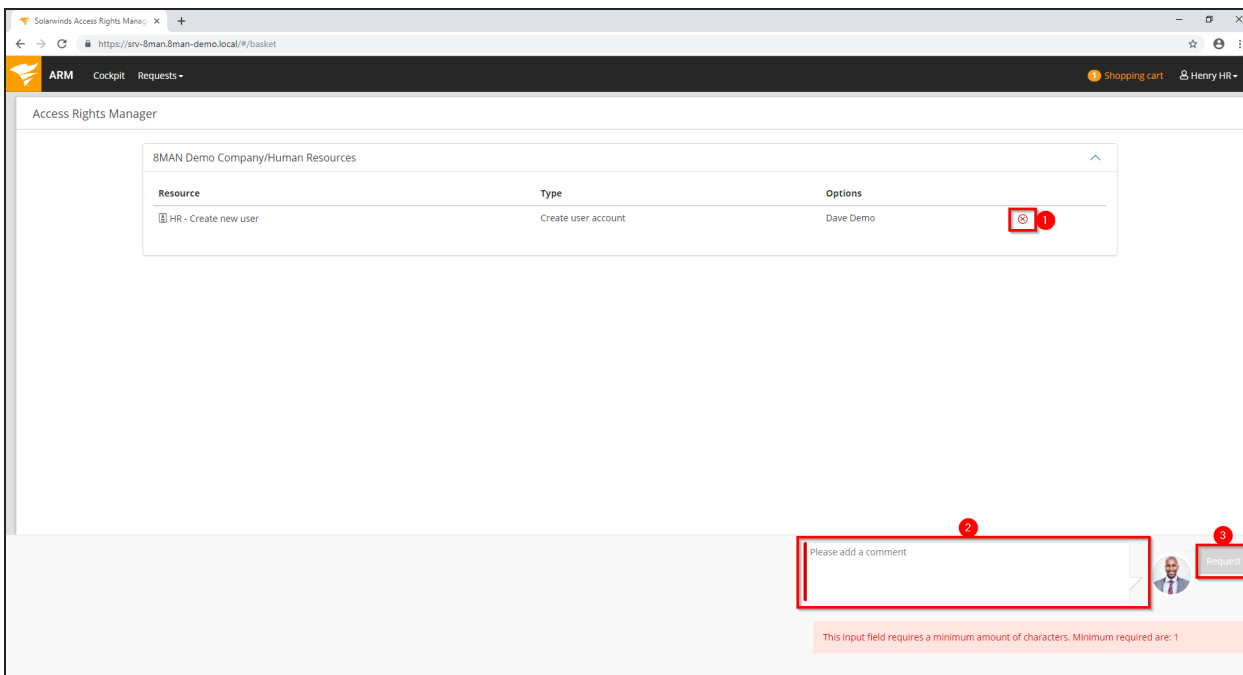 Solarwinds Access Rights Manag
https://srv-8man.8man-demo.local/#/basket
ARM Cockpit Requests 1 Shopping cart Henry HR
Access Rights Manager
8MAN Demo Company/Human Resources
Resource Type Options
HR - Create new user Create user account Dave Demo 1
2
3
Please add a comment
Request
This input field requires a minimum amount of characters. Minimum required are: 1